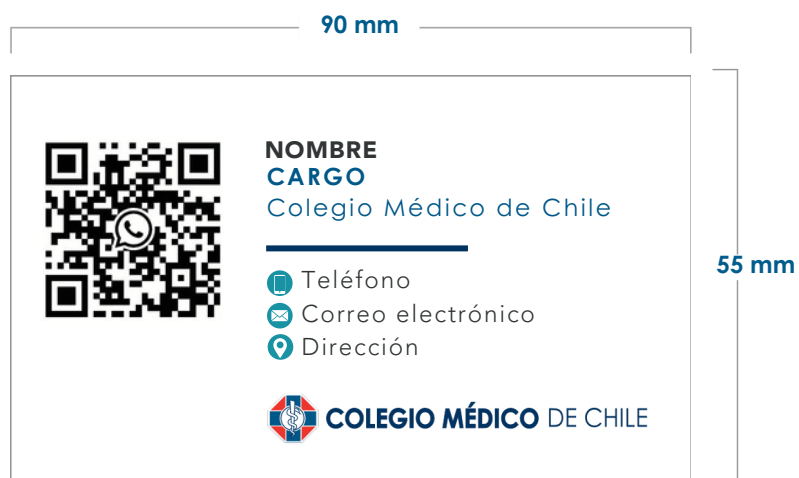 90 mm
NOMBRE
CARGO
Colegio Médico de Chile
55 mm
Teléfono
Correo electrónico
Dirección
COLEGIO MÉDICO DE CHILE